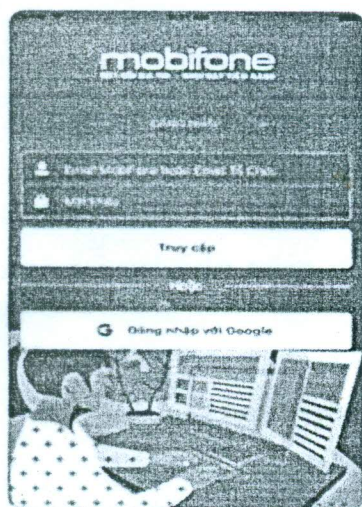 mobifone
Email MobiFone hoặc Email Tổ Chức
Mật khẩu
Truy cập
Hoặc
G Đăng nhập với Google